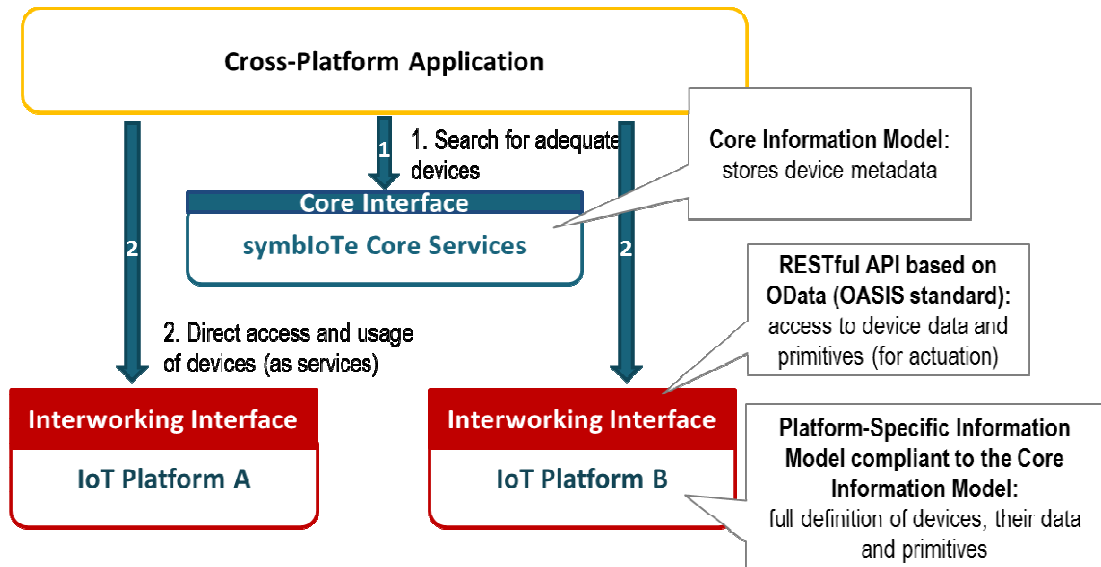 Cross-Platform Application
1
1. Search for adequate
devices
Core Interface
symbIoTe Core Services
2
2
2. Direct access and usage
of devices (as services)
Interworking Interface
IoT Platform A
Interworking Interface
IoT Platform B
Core Information Model:
stores device metadata
RESTful API based on
OData (OASIS standard):
access to device data and
primitives (for actuation)
Platform-Specific Information
Model compliant to the Core
Information Model:
full definition of devices, their data
and primitives